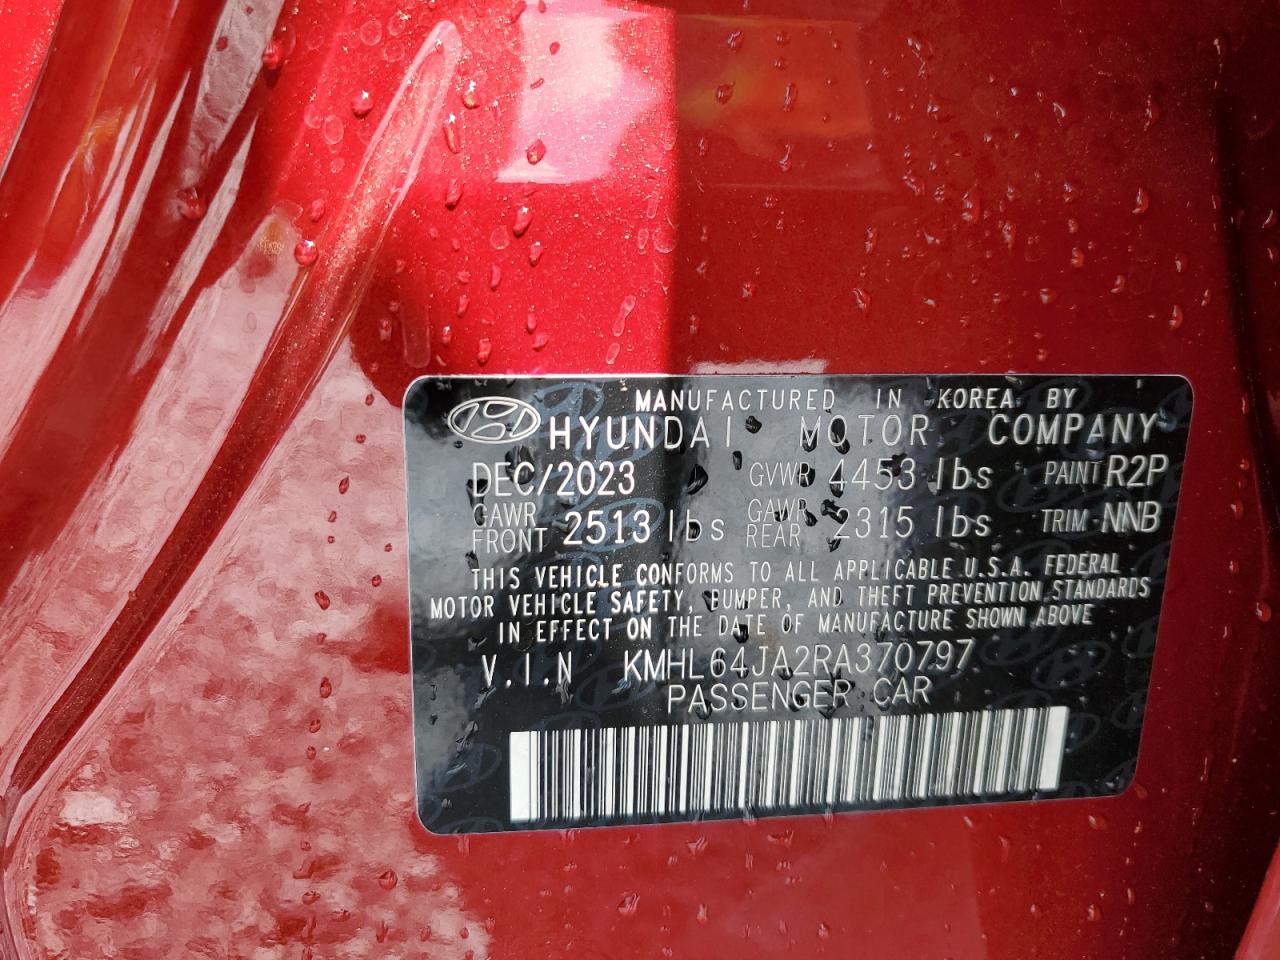 MANUFACTURED IN KOREA BY
HYUNDAI MOTOR COMPANY
DEC/2023 GVWR 4453 lbs PAINT R2P
GAWR FRONT 2513 lbs GAWR REAR 2315 lbs TRIM NNB
THIS VEHICLE CONFORMS TO ALL APPLICABLE U.S.A. FEDERAL
MOTOR VEHICLE SAFETY, BUMPER, AND THEFT PREVENTION STANDARDS
IN EFFECT ON THE DATE OF MANUFACTURE SHOWN ABOVE
V.I.N KMHL64JA2RA370797
PASSENGER CAR